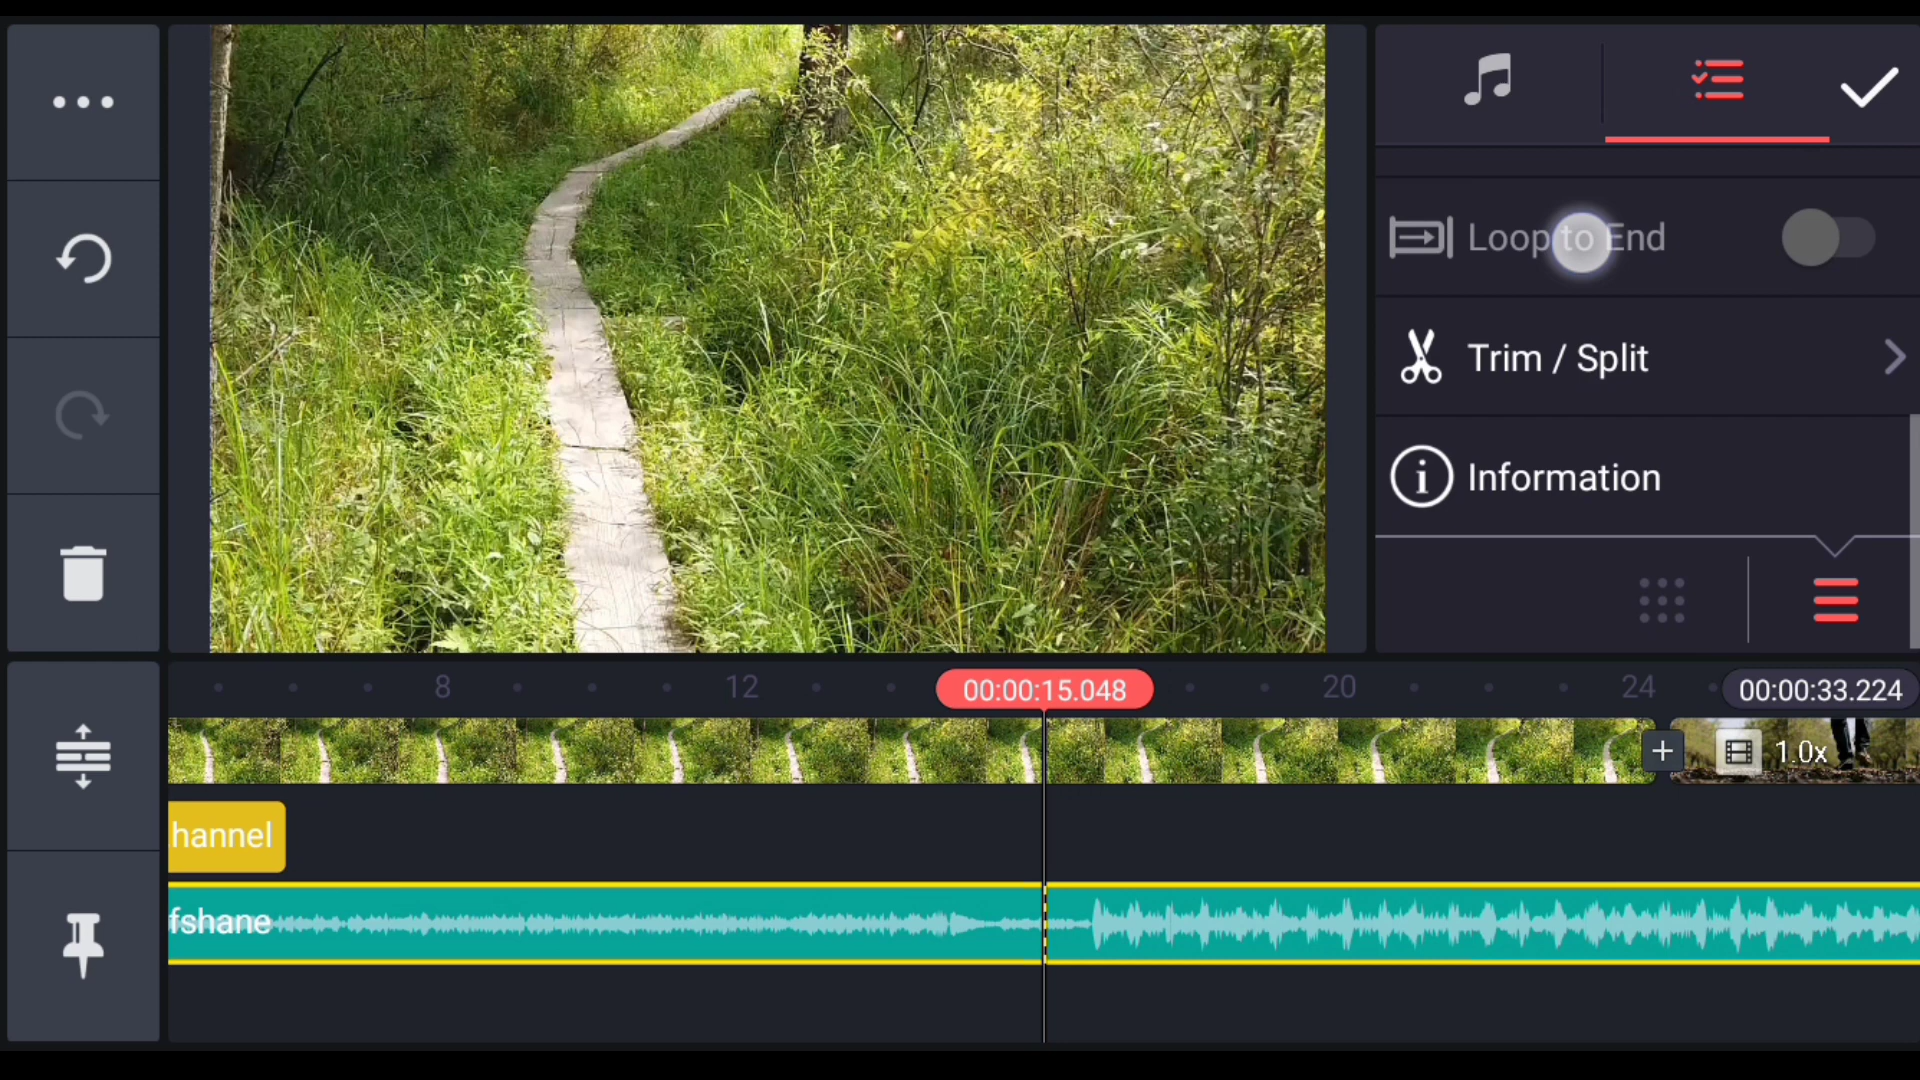 Loop to End
Trim / Split
Information
8
12
00:00:15.048
20
24
00:00:33.224
1.0x
hannel
fshane